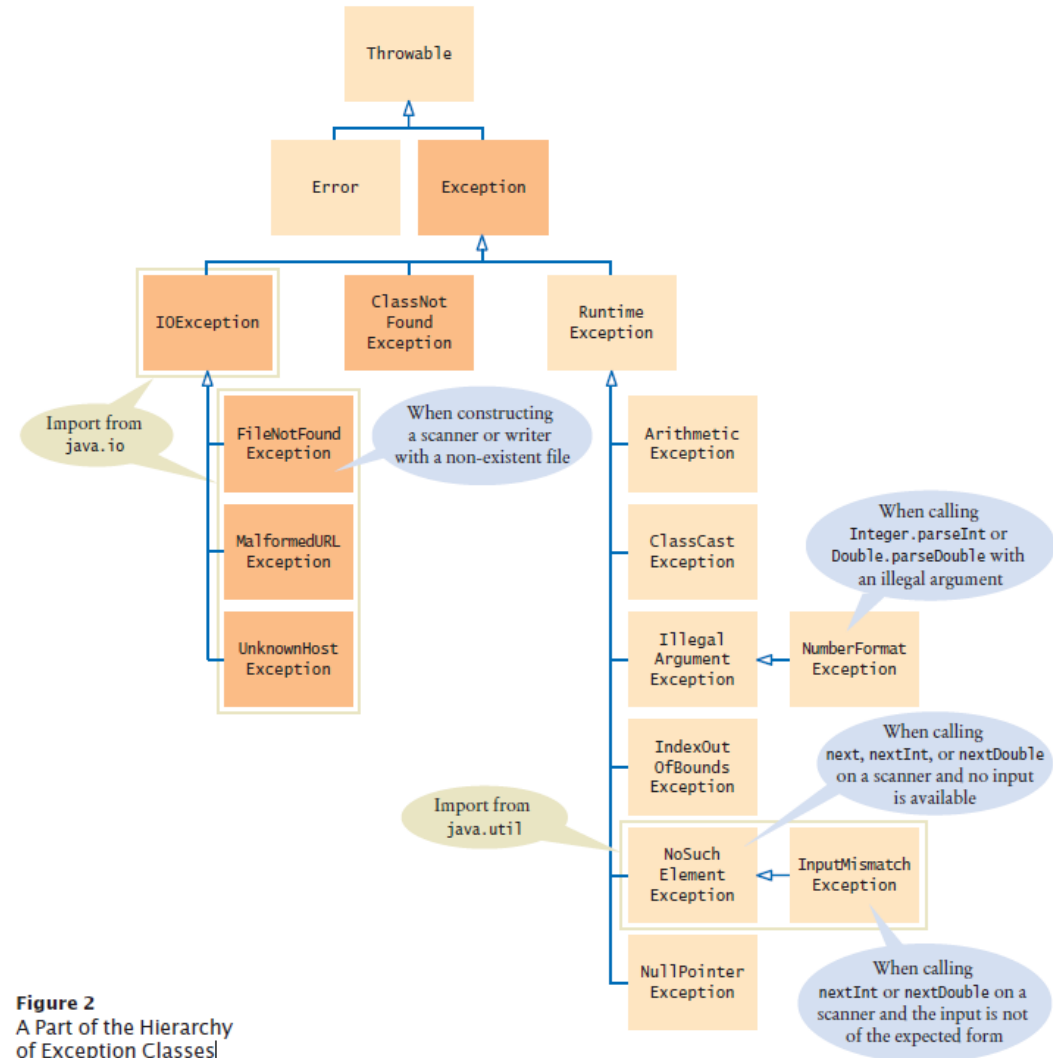 Throwable
Error
Exception
IOException
ClassNot
Found
Exception
Runtime
Exception
Import from
java.io
FileNotFound
Exception
When constructing
a scanner or writer
with a non-existent file
MalformedURL
Exception
UnknownHost
Exception
Arithmetic
Exception
ClassCast
Exception
When calling
Integer.parseInt or
Double.parseDouble with
an illegal argument
Illegal
Argument
Exception
NumberFormat
Exception
IndexOut
OfBounds
Exception
When calling
next, nextInt, or nextDouble
on a scanner and no input
is available
Import from
java.util
NoSuch
Element
Exception
InputMismatch
Exception
NullPointer
Exception
When calling
nextInt or nextDouble on a
scanner and the input is not
of the expected form
Figure 2
A Part of the Hierarchy
of Exception Classes